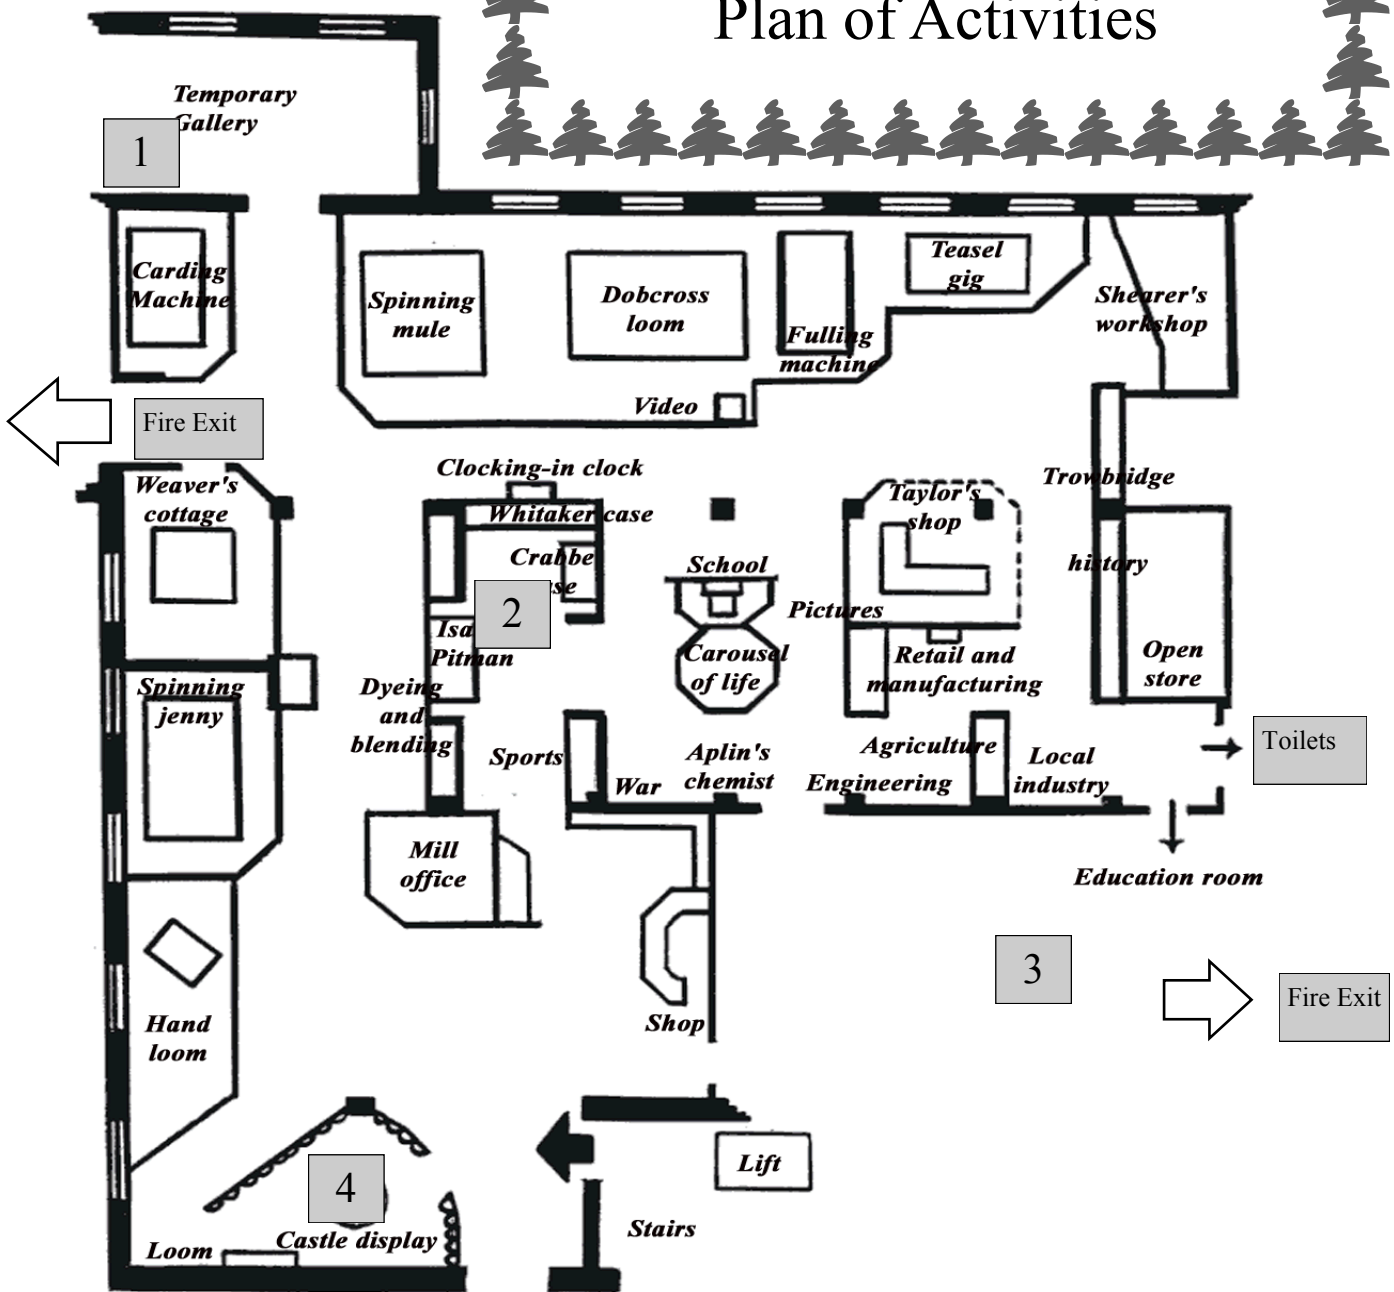 Plan of Activities
Temporary
Gallery
1
Carding
Machine
Spinning
mule
Dobcross
loom
Fulling
machine
Teasel
gig
Shearer's
workshop
Video
Fire Exit
Clocking-in clock
Whitaker case
Crabbe
2
Pitman
Weaver's
cottage
School
Pictures
Taylor's
shop
Trowbridge
history
Carousel
of life
Retail and
manufacturing
Open
store
Spinning
jenny
Dyeing
and
blending
Sports
War
Aplin's
chemist
Agriculture
Engineering
Local
industry
Toilets
Mill
office
Education room
3
Fire Exit
Hand
loom
Shop
Lift
4
Castle display
Loom
Stairs